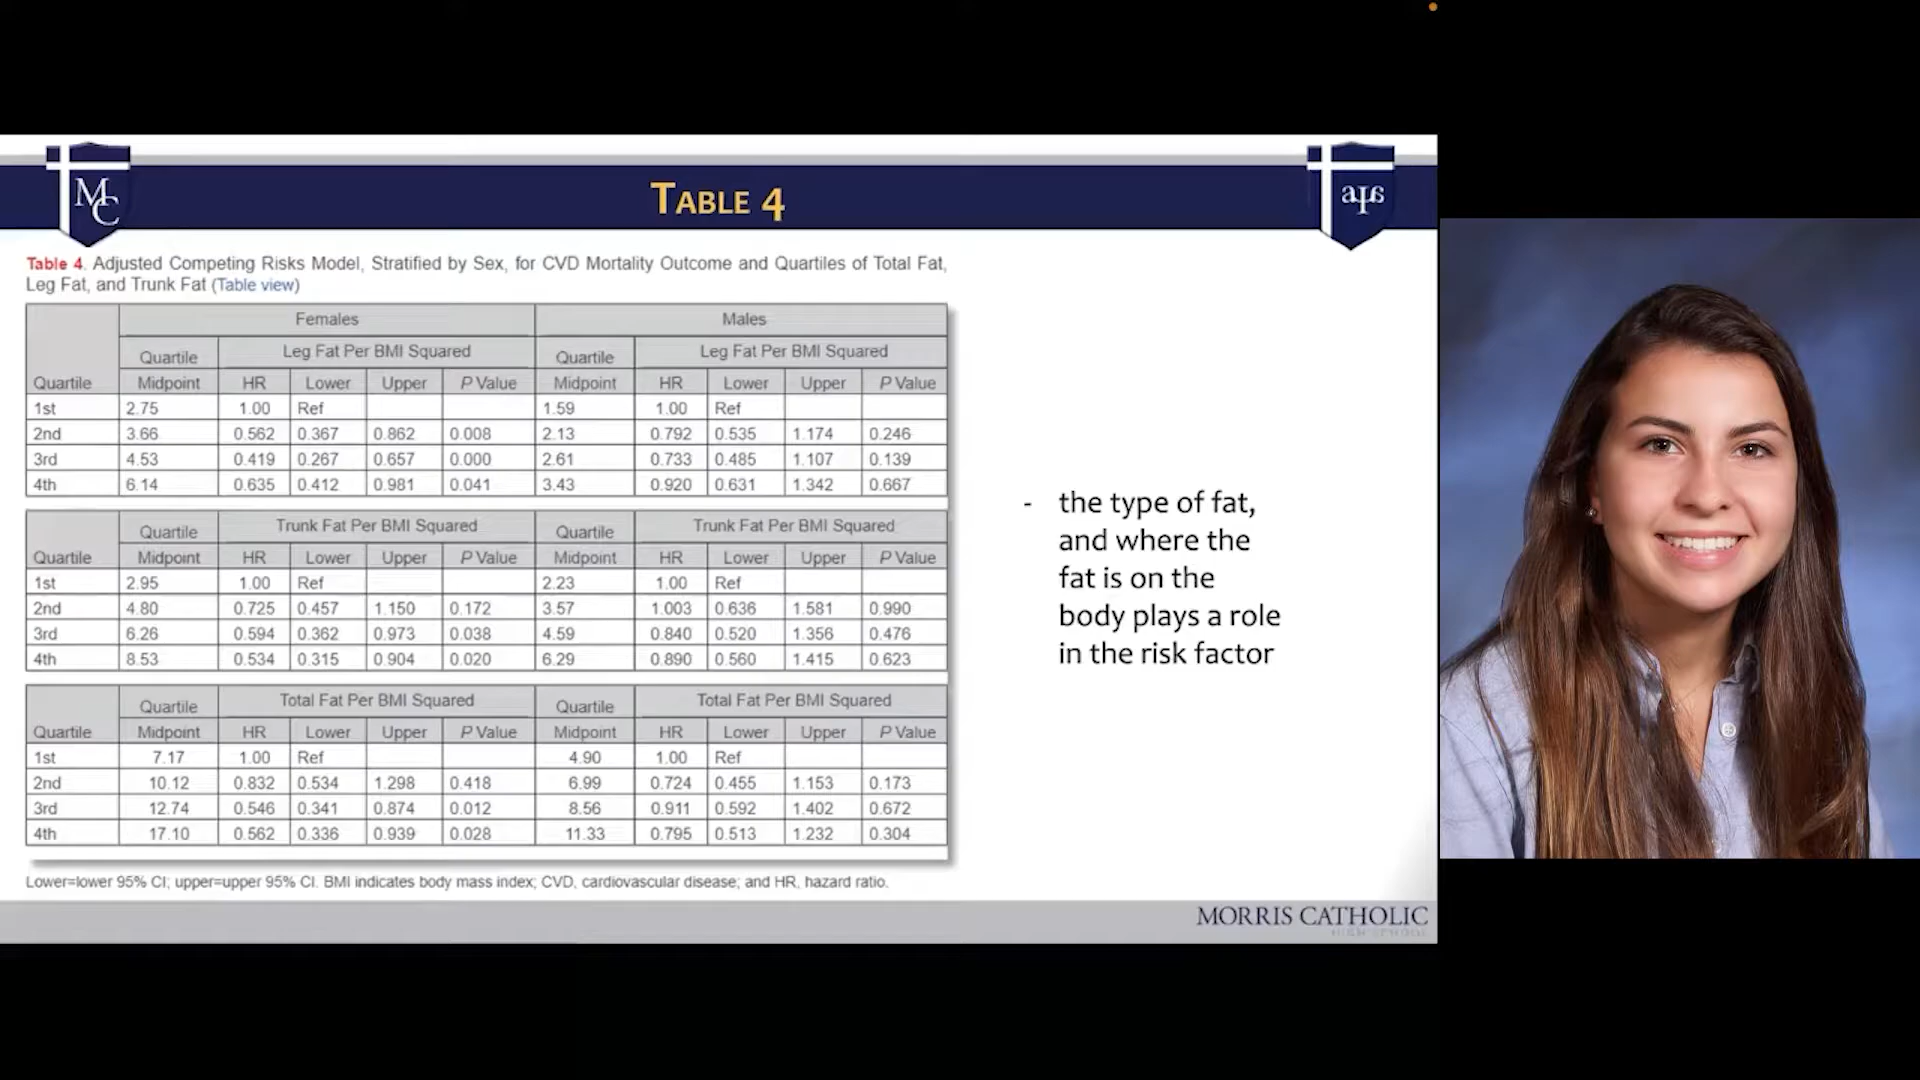 MC
TABLE 4
aΨa
Table 4. Adjusted Competing Risks Model, Stratified by Sex, for CVD Mortality Outcome and Quartiles of Total Fat,
Leg Fat, and Trunk Fat (Table view)
Females Males
Quartile Leg Fat Per BMI Squared Quartile Leg Fat Per BMI Squared
Quartile Midpoint HR Lower Upper P Value Midpoint HR Lower Upper P Value
1st 2.75 1.00 Ref 1.59 1.00 Ref
2nd 3.66 0.562 0.367 0.862 0.008 2.13 0.792 0.535 1.174 0.246
3rd 4.53 0.419 0.267 0.657 0.000 2.61 0.733 0.485 1.107 0.139
4th 6.14 0.635 0.412 0.981 0.041 3.43 0.920 0.631 1.342 0.667
Quartile Trunk Fat Per BMI Squared Quartile Trunk Fat Per BMI Squared
Quartile Midpoint HR Lower Upper P Value Midpoint HR Lower Upper P Value
1st 2.95 1.00 Ref 2.23 1.00 Ref
2nd 4.80 0.725 0.457 1.150 0.172 3.57 1.003 0.636 1.581 0.990
3rd 6.26 0.594 0.362 0.973 0.038 4.59 0.840 0.520 1.356 0.476
4th 8.53 0.534 0.315 0.904 0.020 6.29 0.890 0.560 1.415 0.623
Quartile Total Fat Per BMI Squared Quartile Total Fat Per BMI Squared
Quartile Midpoint HR Lower Upper P Value Midpoint HR Lower Upper P Value
1st 7.17 1.00 Ref 4.90 1.00 Ref
2nd 10.12 0.832 0.534 1.298 0.418 6.99 0.724 0.455 1.153 0.173
3rd 12.74 0.546 0.341 0.874 0.012 8.56 0.911 0.592 1.402 0.672
4th 17.10 0.562 0.336 0.939 0.028 11.33 0.795 0.513 1.232 0.304
Lower=lower 95% CI; upper=upper 95% CI. BMI indicates body mass index; CVD, cardiovascular disease; and HR, hazard ratio.
- the type of fat,
and where the
fat is on the
body plays a role
in the risk factor
MORRIS CATHOLIC
HIGH SCHOOL